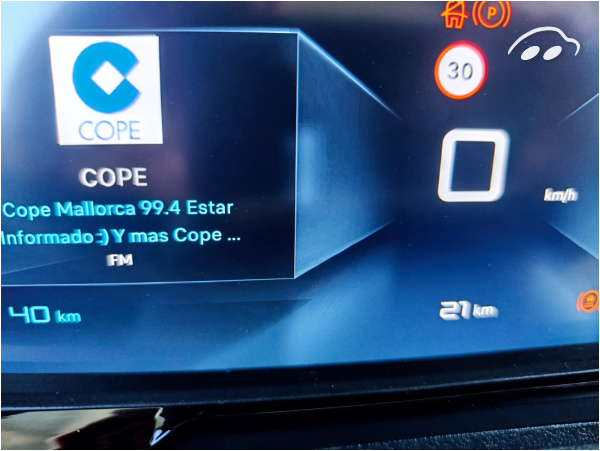 COPE
COPE
Cope Mallorca 99.4 Estar
Informado :) Y mas Cope ...
FM
40 km
P
30
0
km/h
21 km